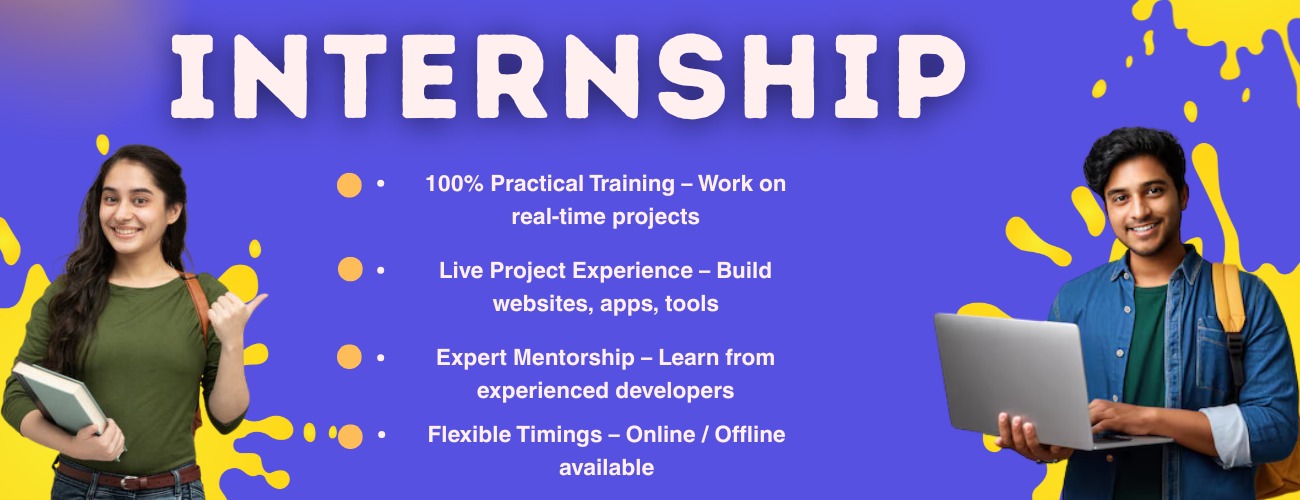 INTERNSHIP
• 100% Practical Training – Work on
real-time projects
• Live Project Experience – Build
websites, apps, tools
• Expert Mentorship – Learn from
experienced developers
• Flexible Timings – Online / Offline
available